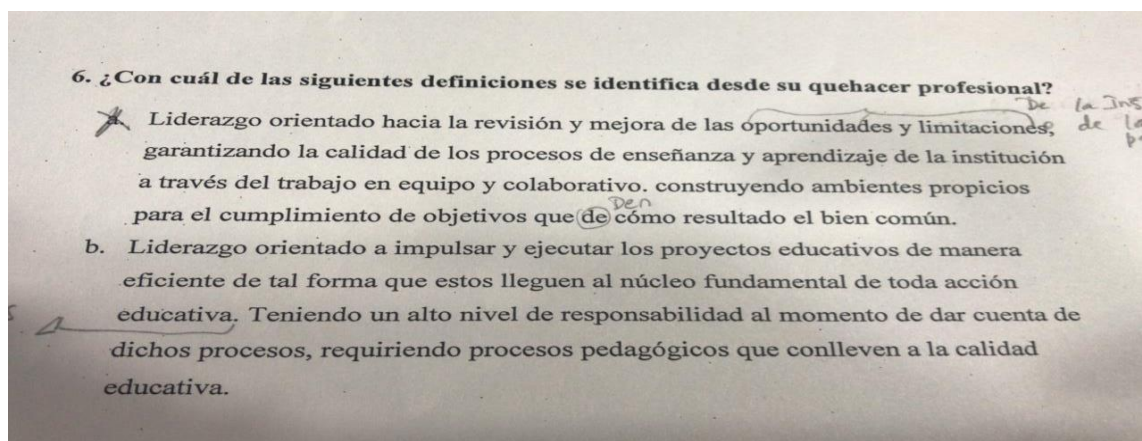 6. ¿Con cuál de las siguientes definiciones se identifica desde su quehacer profesional?
De la Ins
a. Liderazgo orientado hacia la revisión y mejora de las oportunidades y limitaciones, de la
garantizando la calidad de los procesos de enseñanza y aprendizaje de la institución
a través del trabajo en equipo y colaborativo. construyendo ambientes propicios
Den
para el cumplimiento de objetivos que de cómo resultado el bien común.
b. Liderazgo orientado a impulsar y ejecutar los proyectos educativos de manera
eficiente de tal forma que estos lleguen al núcleo fundamental de toda acción
educativa. Teniendo un alto nivel de responsabilidad al momento de dar cuenta de
dichos procesos, requiriendo procesos pedagógicos que conlleven a la calidad
educativa.